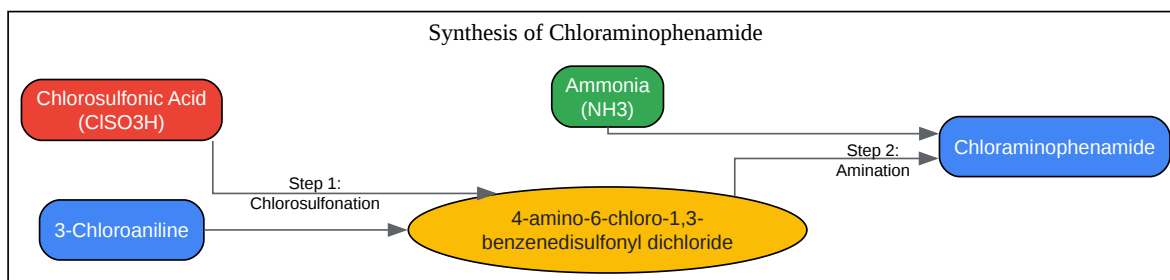 Synthesis of Chloraminophenamide
Chlorosulfonic Acid
(ClSO3H)
Ammonia
(NH3)
Chloraminophenamide
Step 1:
Chlorosulfonation
Step 2:
Amination
3-Chloroaniline
4-amino-6-chloro-1,3-
benzenedisulfonyl dichloride